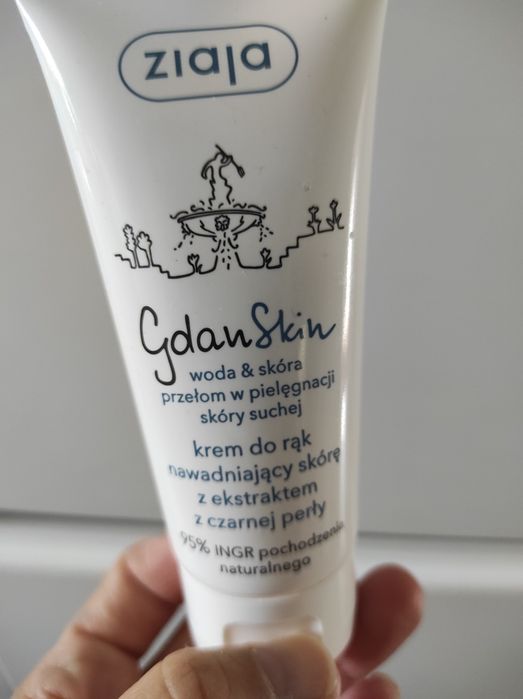 ziaja
GdanSkin
woda & skóra
przełom w pielęgnacji
skóry suchej
krem do rąk
nawadniający skórę
z ekstraktem
z czarnej perły
95% INGR pochodzenia
naturalnego